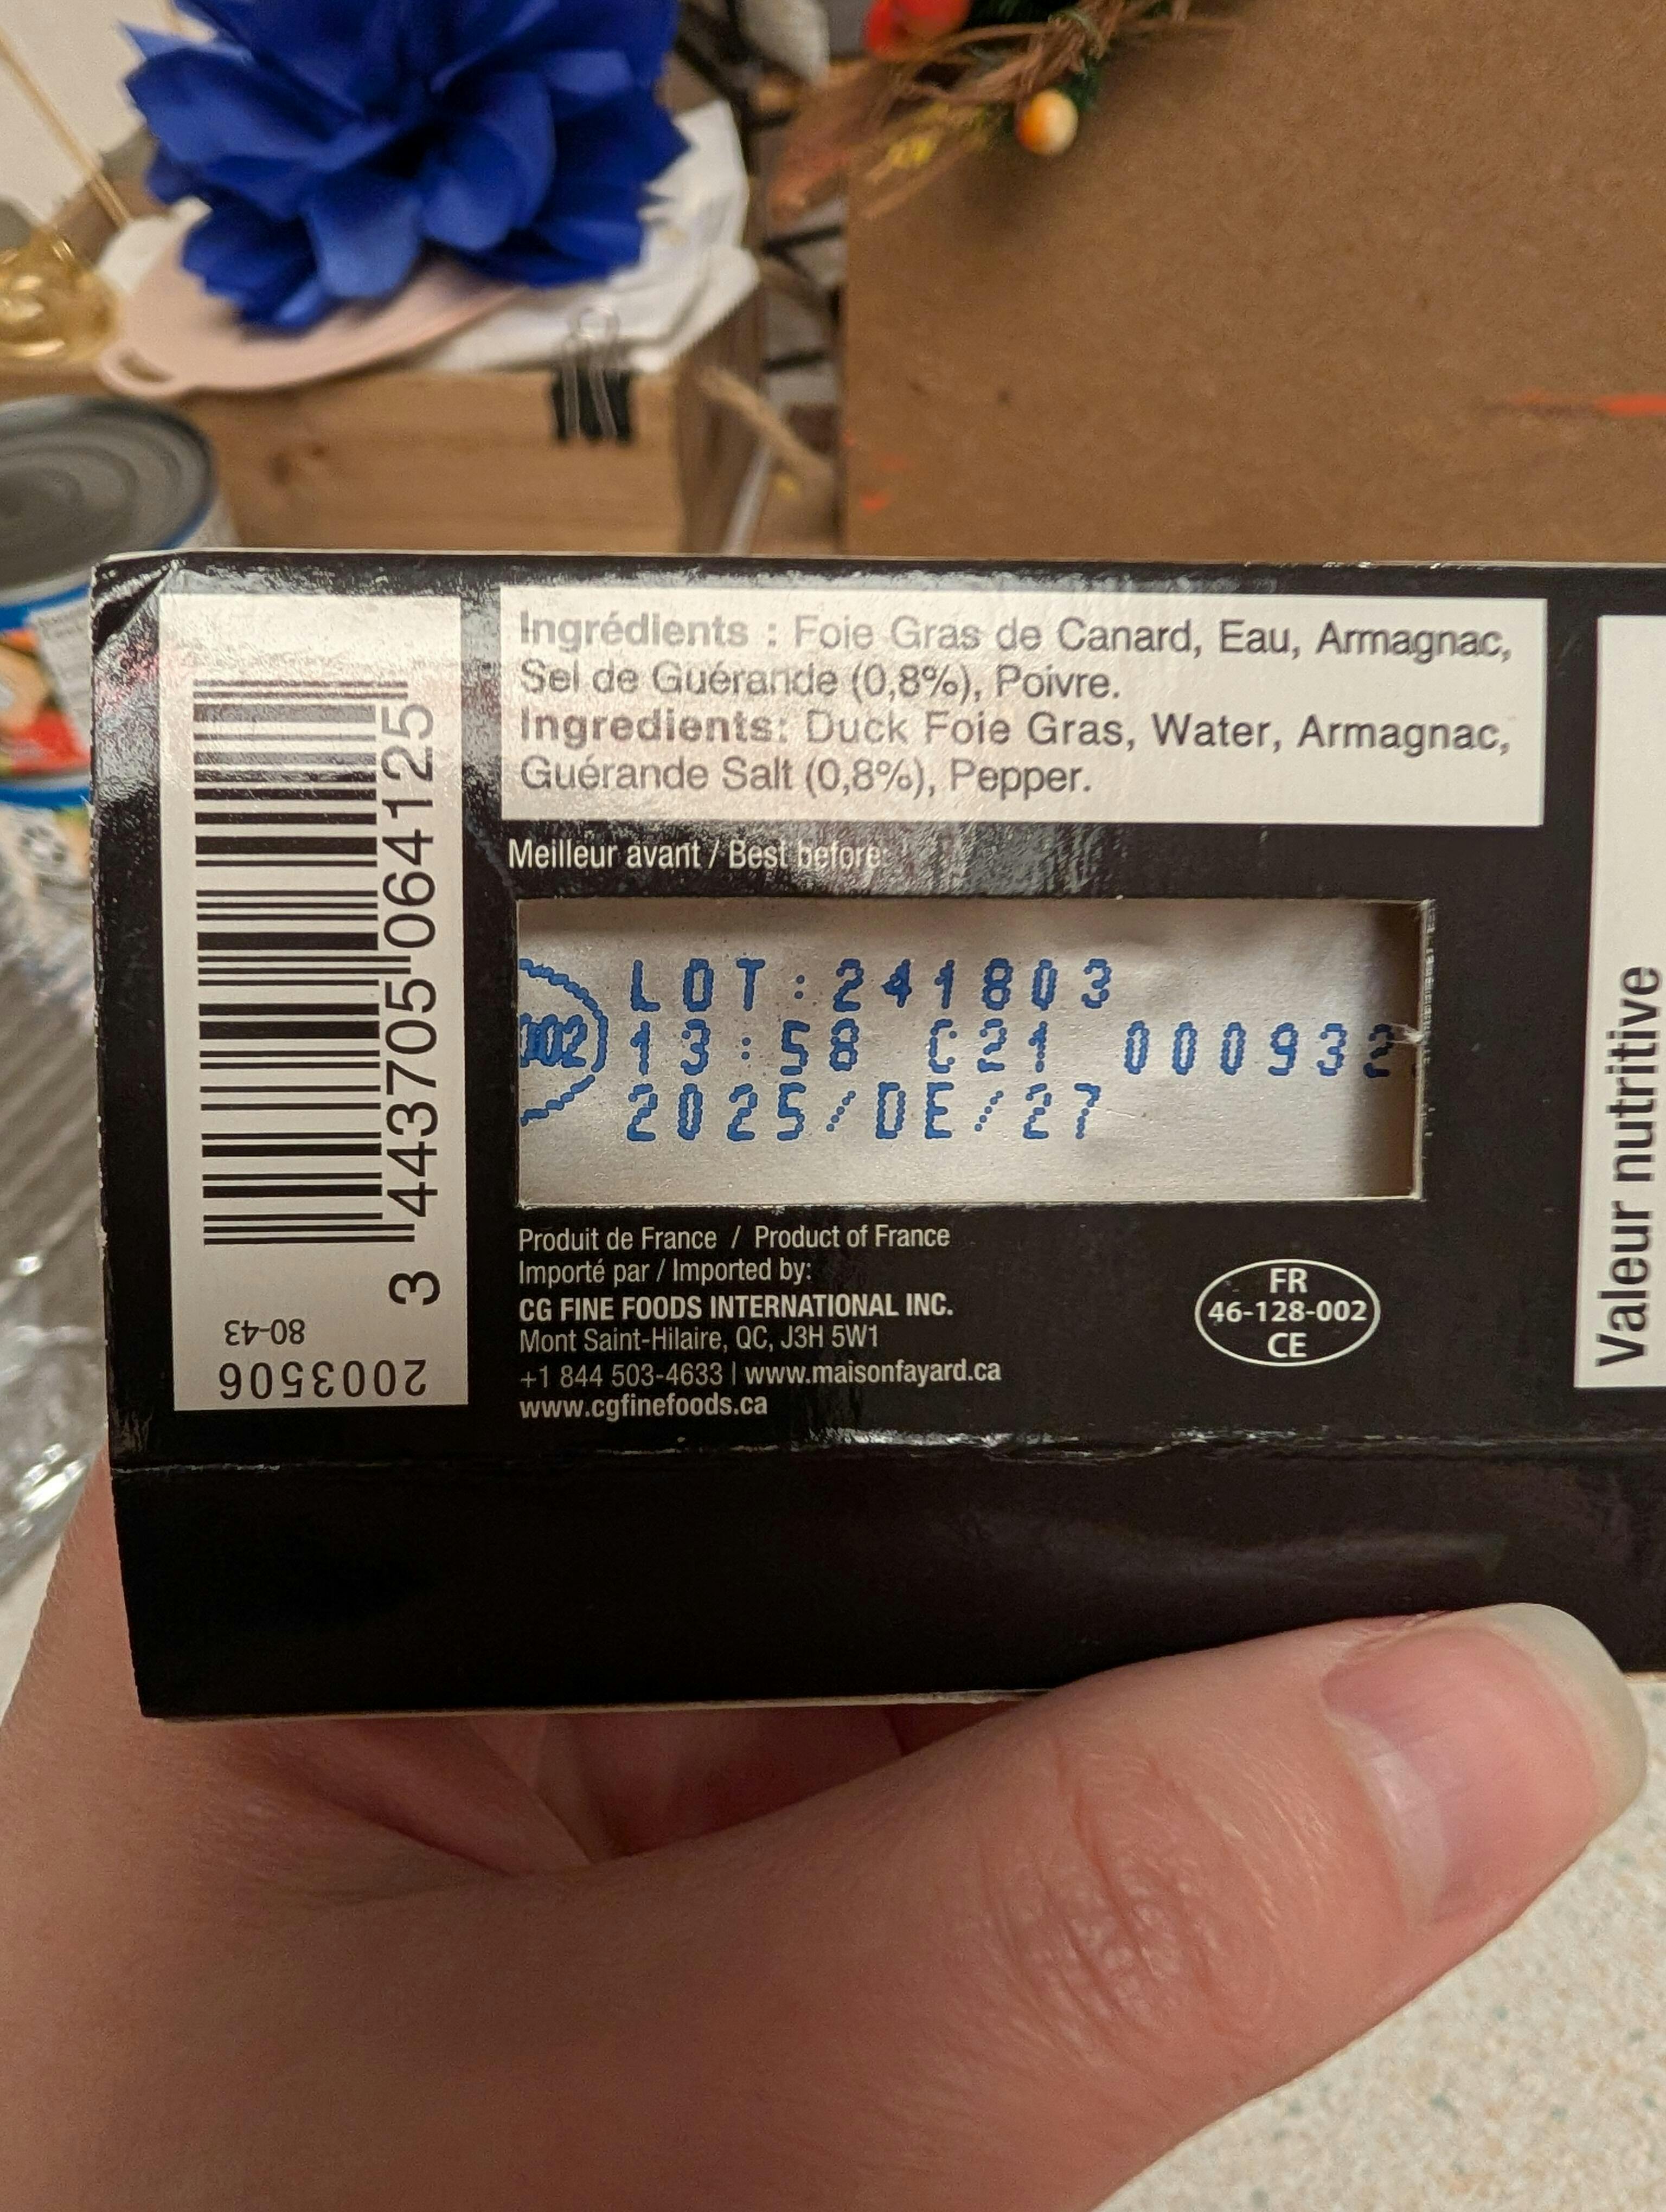 Ingrédients : Foie Gras de Canard, Eau, Armagnac,
Sel de Guérande (0,8%), Poivre.
Ingredients: Duck Foie Gras, Water, Armagnac,
Guérande Salt (0,8%), Pepper.
Meilleur avant / Best before:
LOT:241803
002 13:58 C21 000932
2025/DE/27
Produit de France / Product of France
Importé par / Imported by:
CG FINE FOODS INTERNATIONAL INC.
Mont Saint-Hilaire, QC, J3H 5W1
+1 844 503-4633 | www.maisonfayard.ca
www.cgfinefoods.ca
FR
46-128-002
CE
3 443705 064125
80-43
2003506
Valeur nutritive